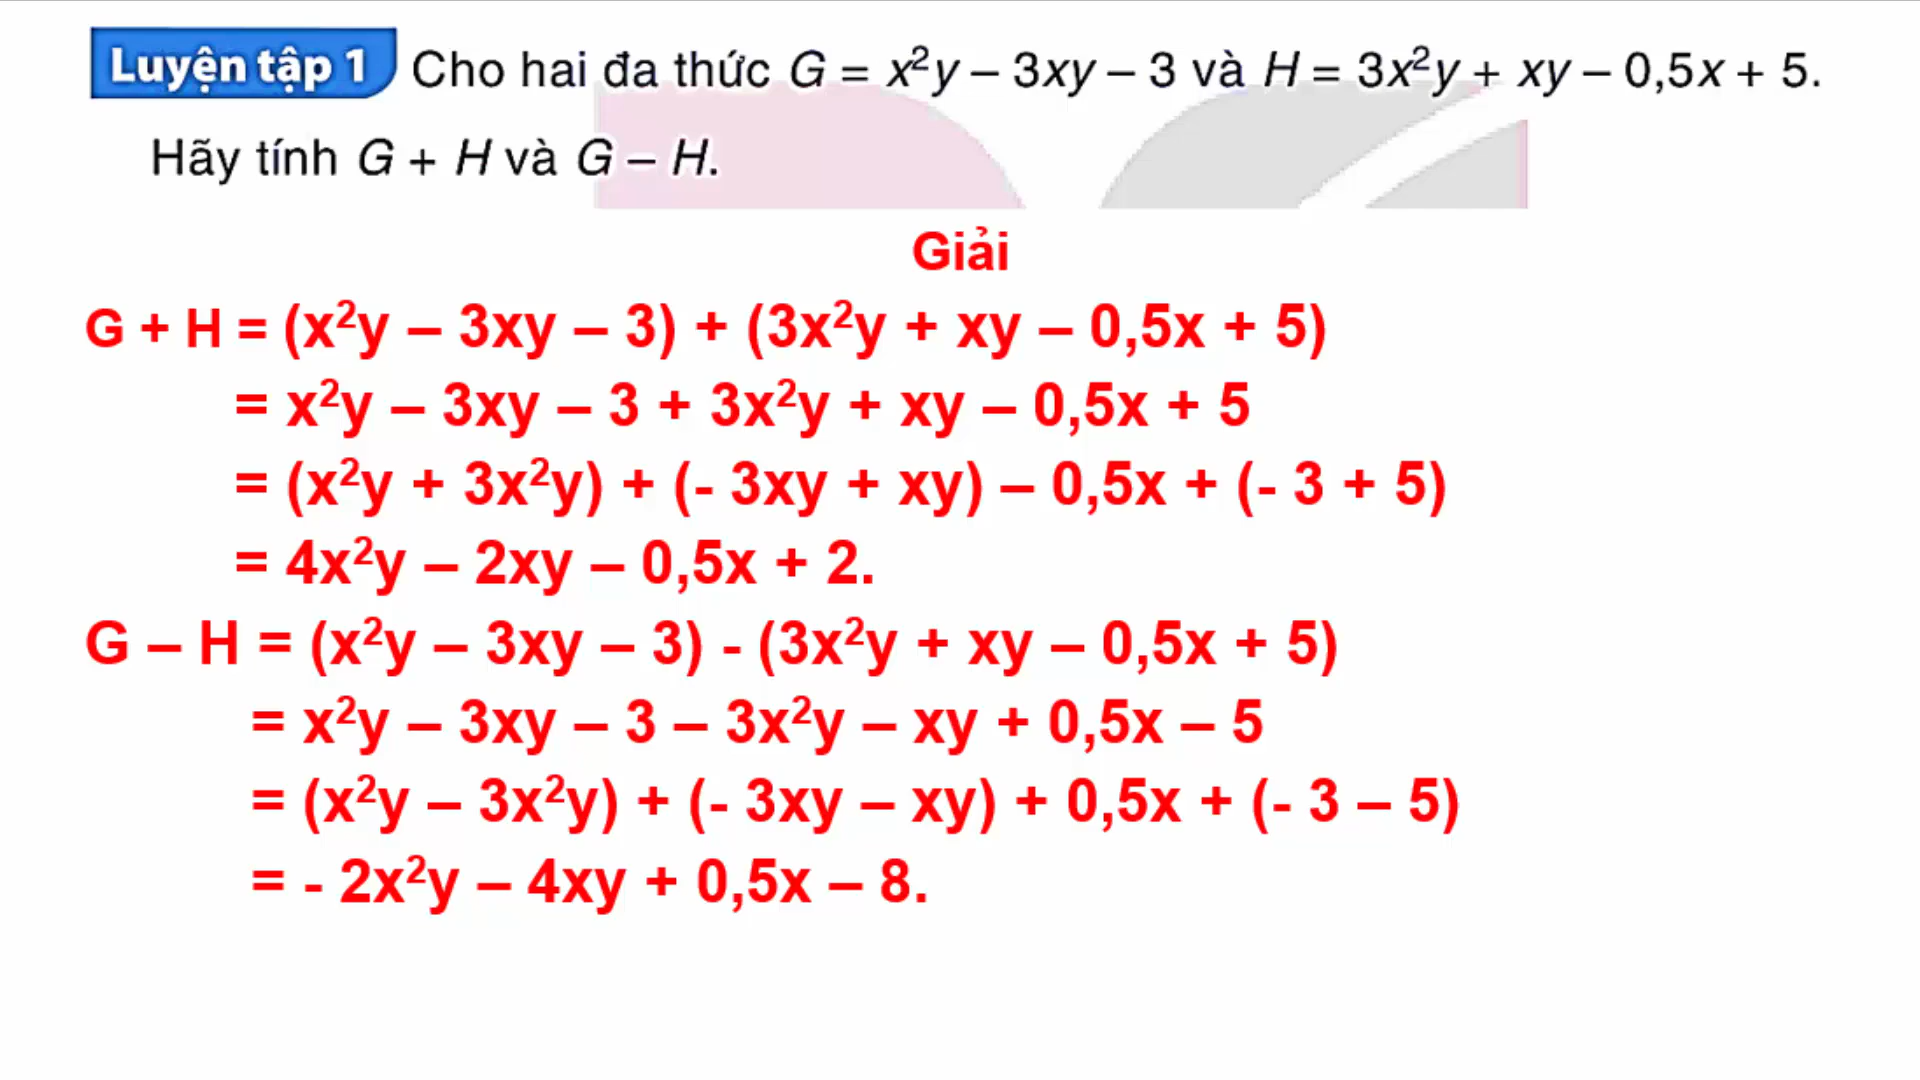 Luyện tập 1 Cho hai đa thức G = x²y – 3xy – 3 và H = 3x²y + xy – 0,5x + 5.
Hãy tính G + H và G – H.
Giải
G + H = (x²y – 3xy – 3) + (3x²y + xy – 0,5x + 5)
= x²y – 3xy – 3 + 3x²y + xy – 0,5x + 5
= (x²y + 3x²y) + (- 3xy + xy) – 0,5x + (- 3 + 5)
= 4x²y – 2xy – 0,5x + 2.
G – H = (x²y – 3xy – 3) - (3x²y + xy – 0,5x + 5)
= x²y – 3xy – 3 – 3x²y – xy + 0,5x – 5
= (x²y – 3x²y) + (- 3xy – xy) + 0,5x + (- 3 – 5)
= - 2x²y – 4xy + 0,5x – 8.